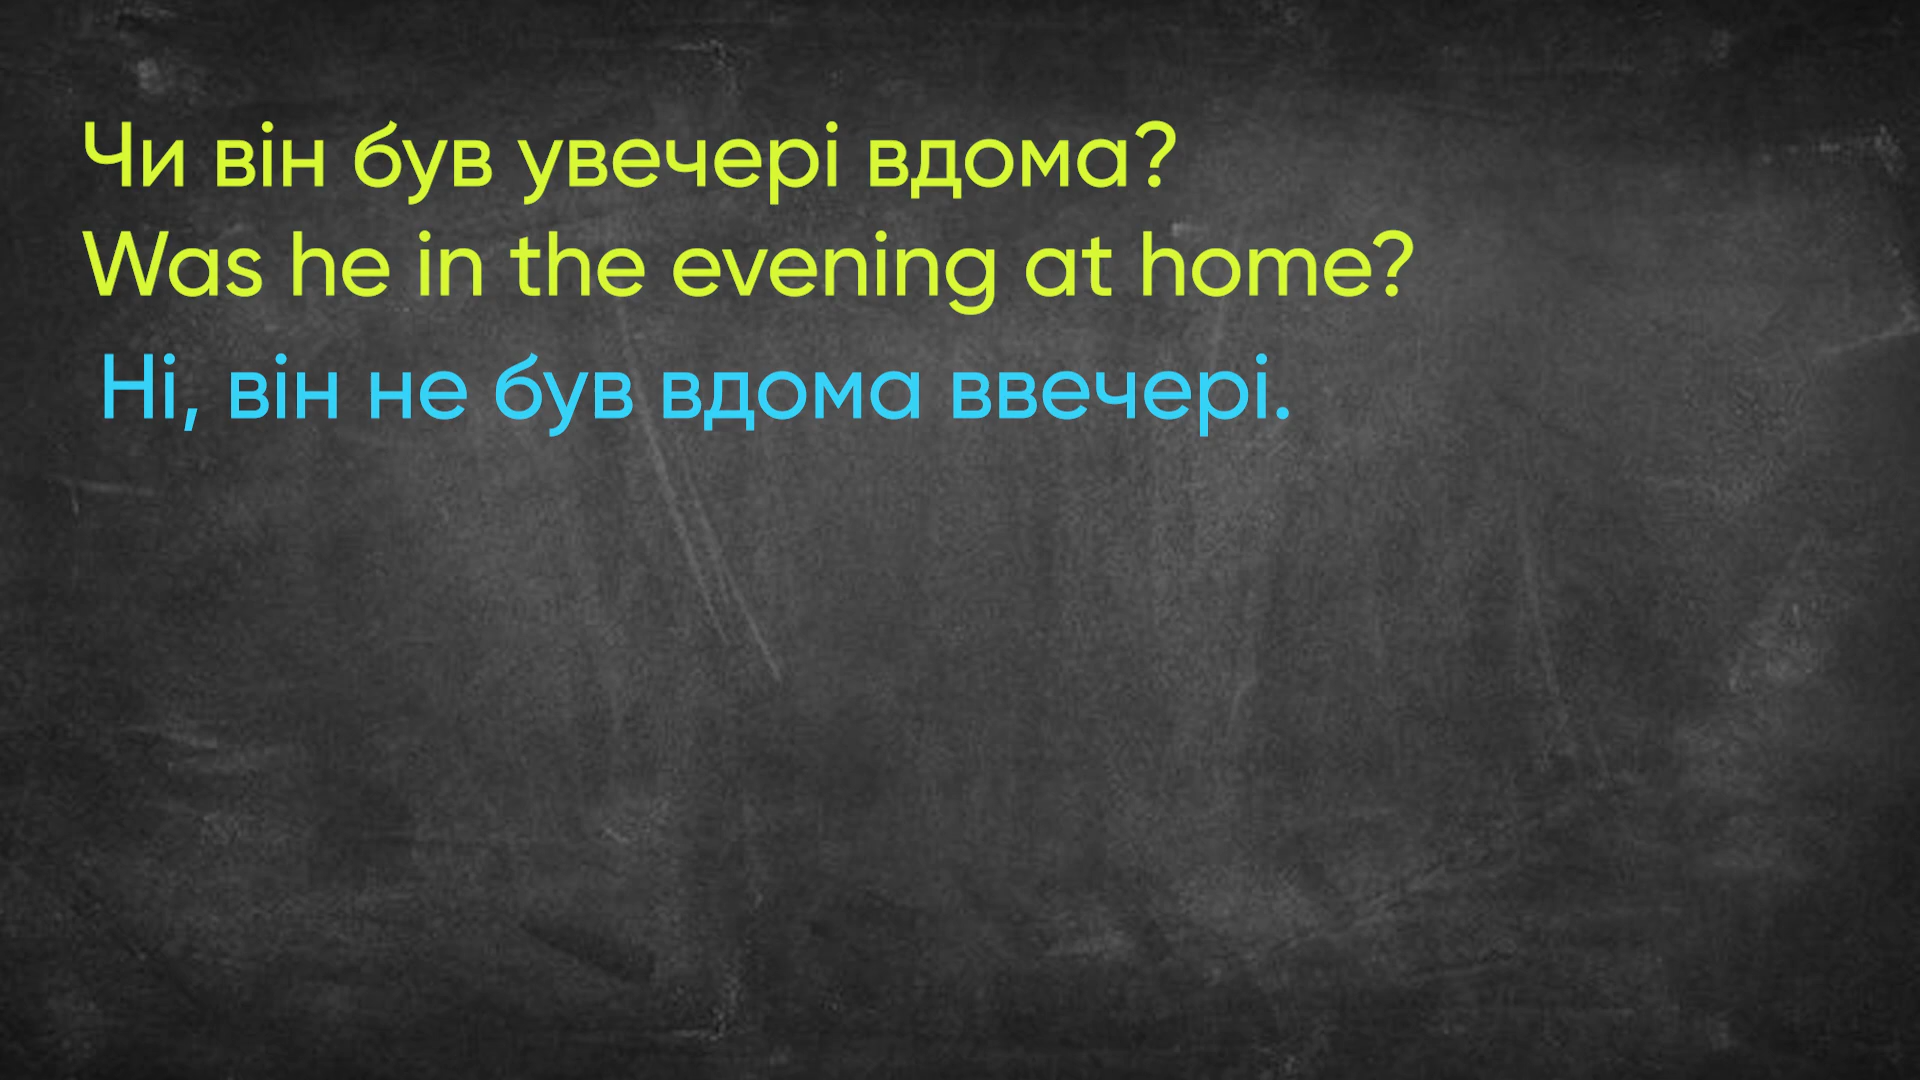 Чи він був увечері вдома?
Was he in the evening at home?
Ні, він не був вдома ввечері.